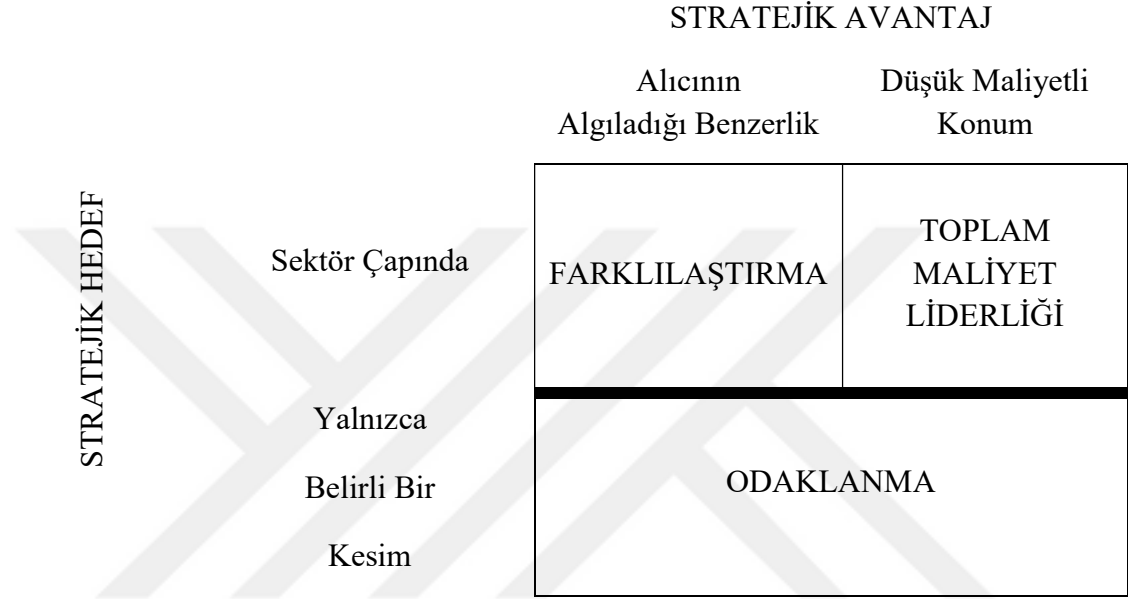 STRATEJİK AVANTAJ
Alıcının
Algıladığı Benzerlik
Düşük Maliyetli
Konum
STRATEJİK HEDEF
Sektör Çapında
FARKLILAŞTIRMA
TOPLAM
MALİYET
LİDERLİĞİ
Yalnızca
Belirli Bir
Kesim
ODAKLANMA